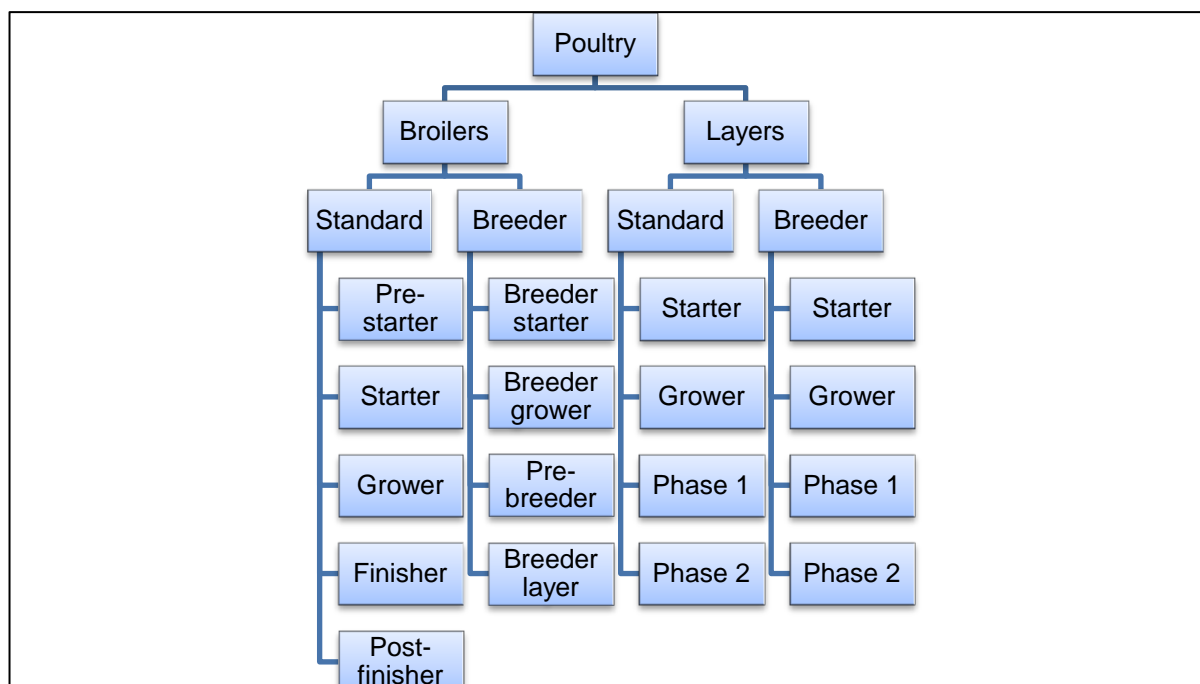 Poultry
Broilers
Layers
Standard
Breeder
Standard
Breeder
Pre-
starter
Breeder
starter
Starter
Starter
Starter
Breeder
grower
Grower
Grower
Grower
Pre-
breeder
Phase 1
Phase 1
Finisher
Breeder
layer
Phase 2
Phase 2
Post-
finisher